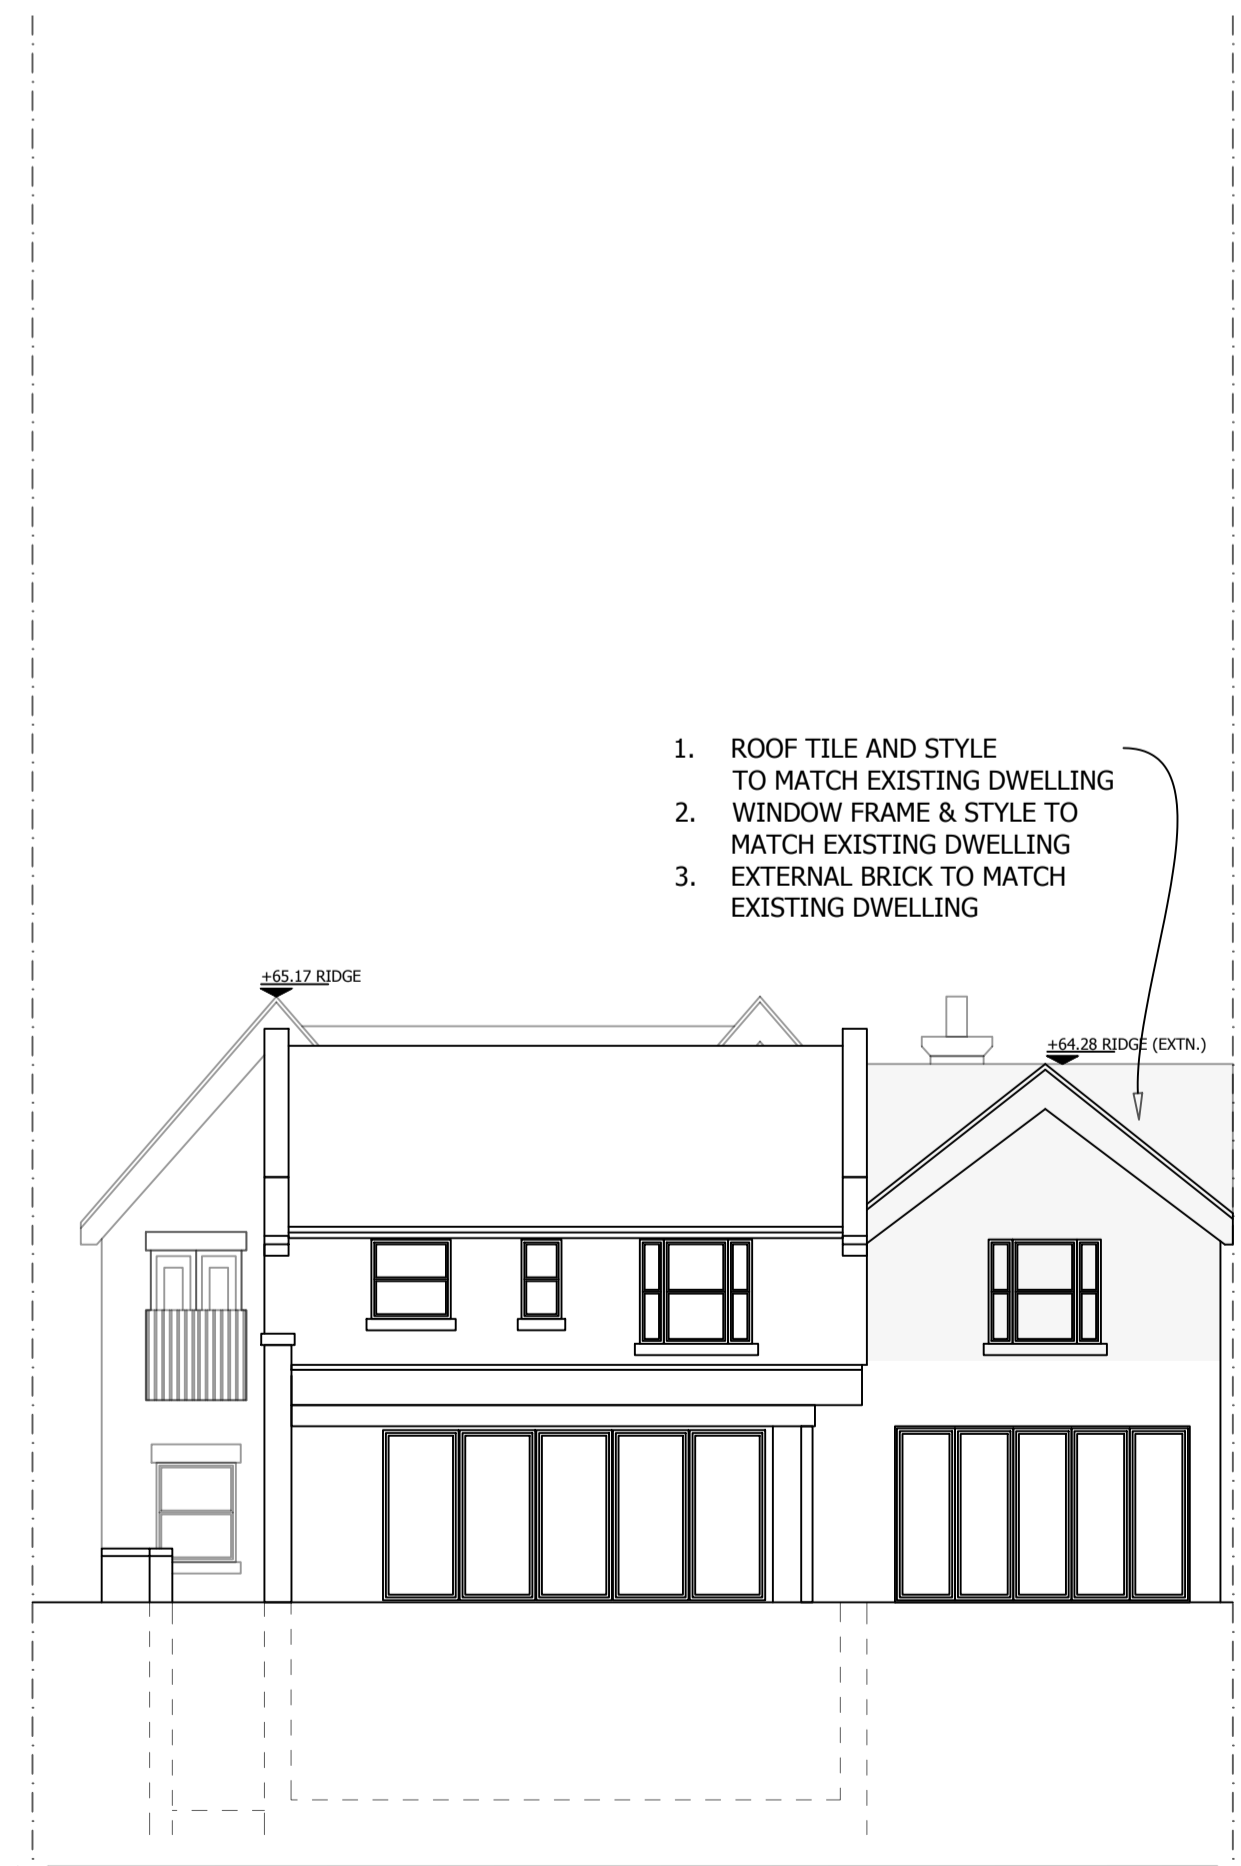 1. ROOF TILE AND STYLE
TO MATCH EXISTING DWELLING
2. WINDOW FRAME & STYLE TO
MATCH EXISTING DWELLING
3. EXTERNAL BRICK TO MATCH
EXISTING DWELLING
+65.17 RIDGE
+64.28 RIDGE (EXTN.)